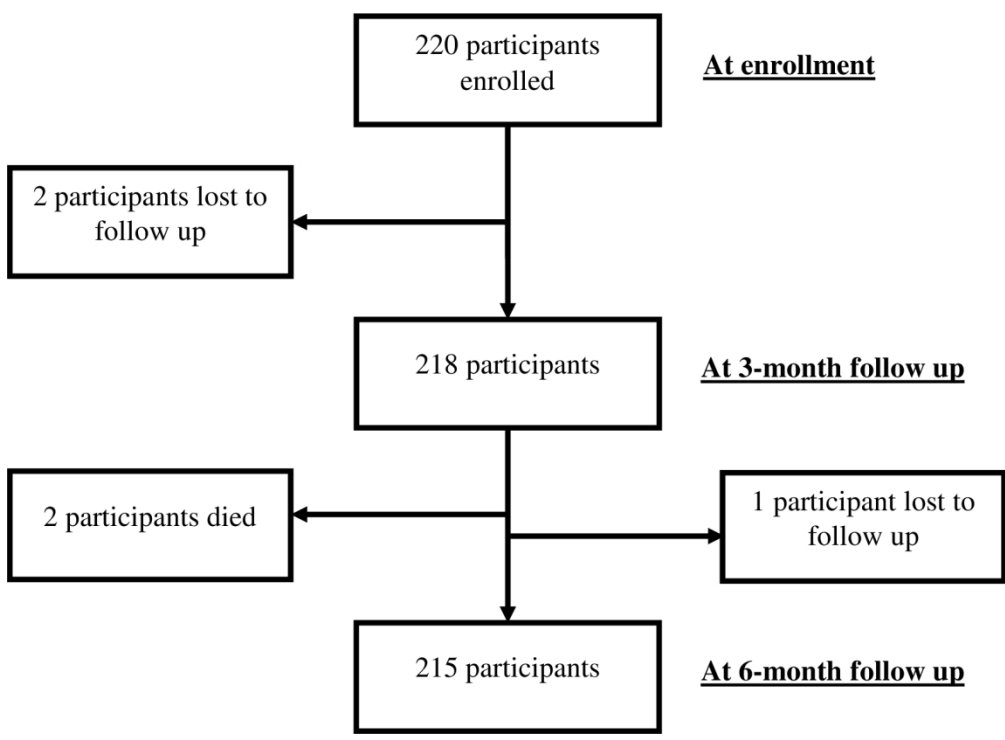 220 participants
enrolled
At enrollment
2 participants lost to
follow up
218 participants
At 3-month follow up
2 participants died
1 participant lost to
follow up
215 participants
At 6-month follow up